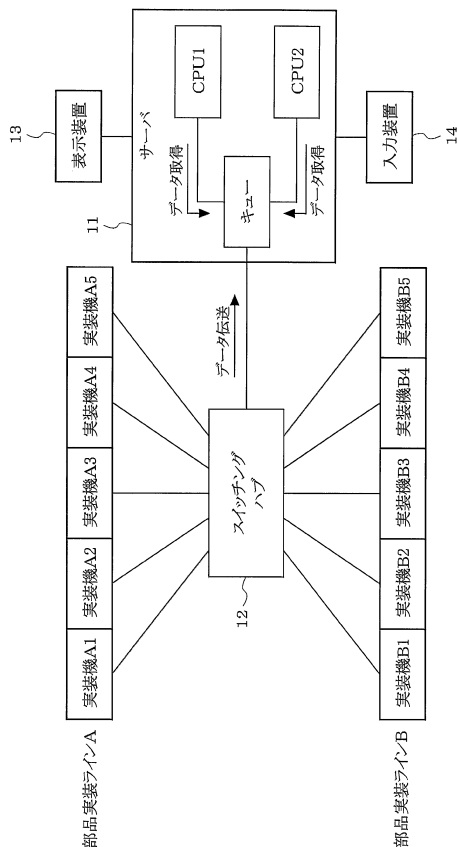 部品実装ラインA
実装機A1
実装機A2
実装機A3
実装機A4
実装機A5
11
13
表示装置
サーバ
CPU1
CPU2
データ取得
キュー
データ取得
データ伝送
スイッチング
ハブ
12
入力装置
14
部品実装ラインB
実装機B1
実装機B2
実装機B3
実装機B4
実装機B5